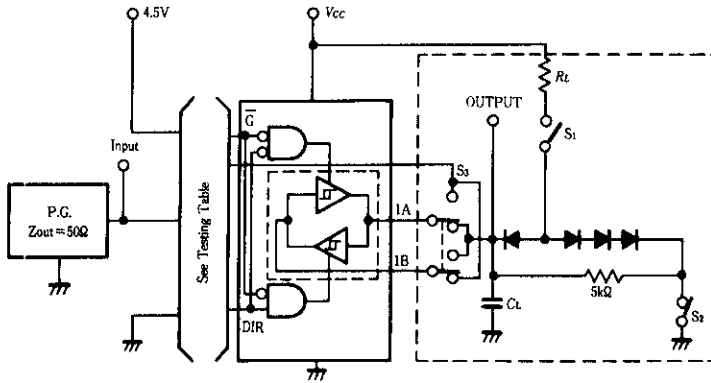 4.5V
Vcc
RL
OUTPUT
G
S1
Input
S3
P.G.
Zout = 50Ω
See Testing Table
1A
1B
5kΩ
CL
S2
DIR